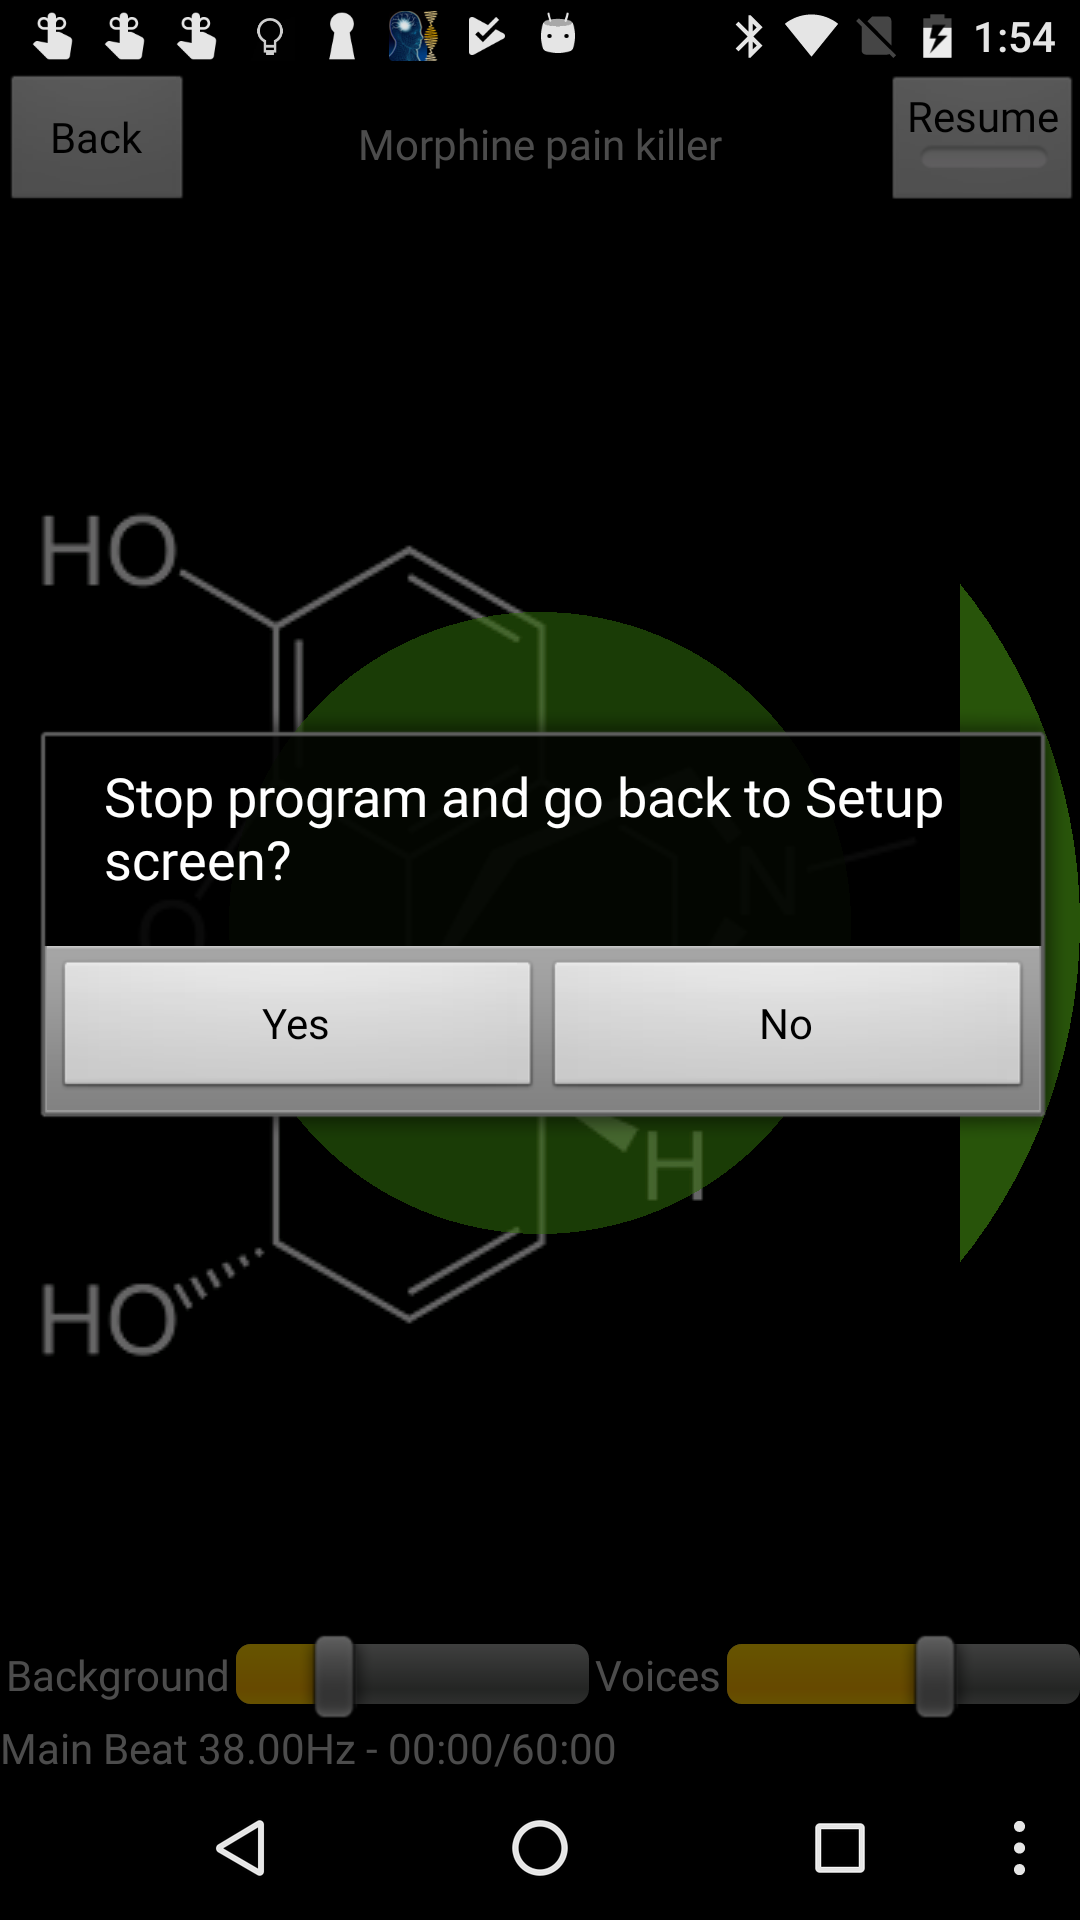 1:54
Back
Morphine pain killer
Resume
HO
Stop program and go back to Setup
screen?
N
O
Yes
No
H
HO
Background
Voices
Main Beat 38.00Hz - 00:00/60:00